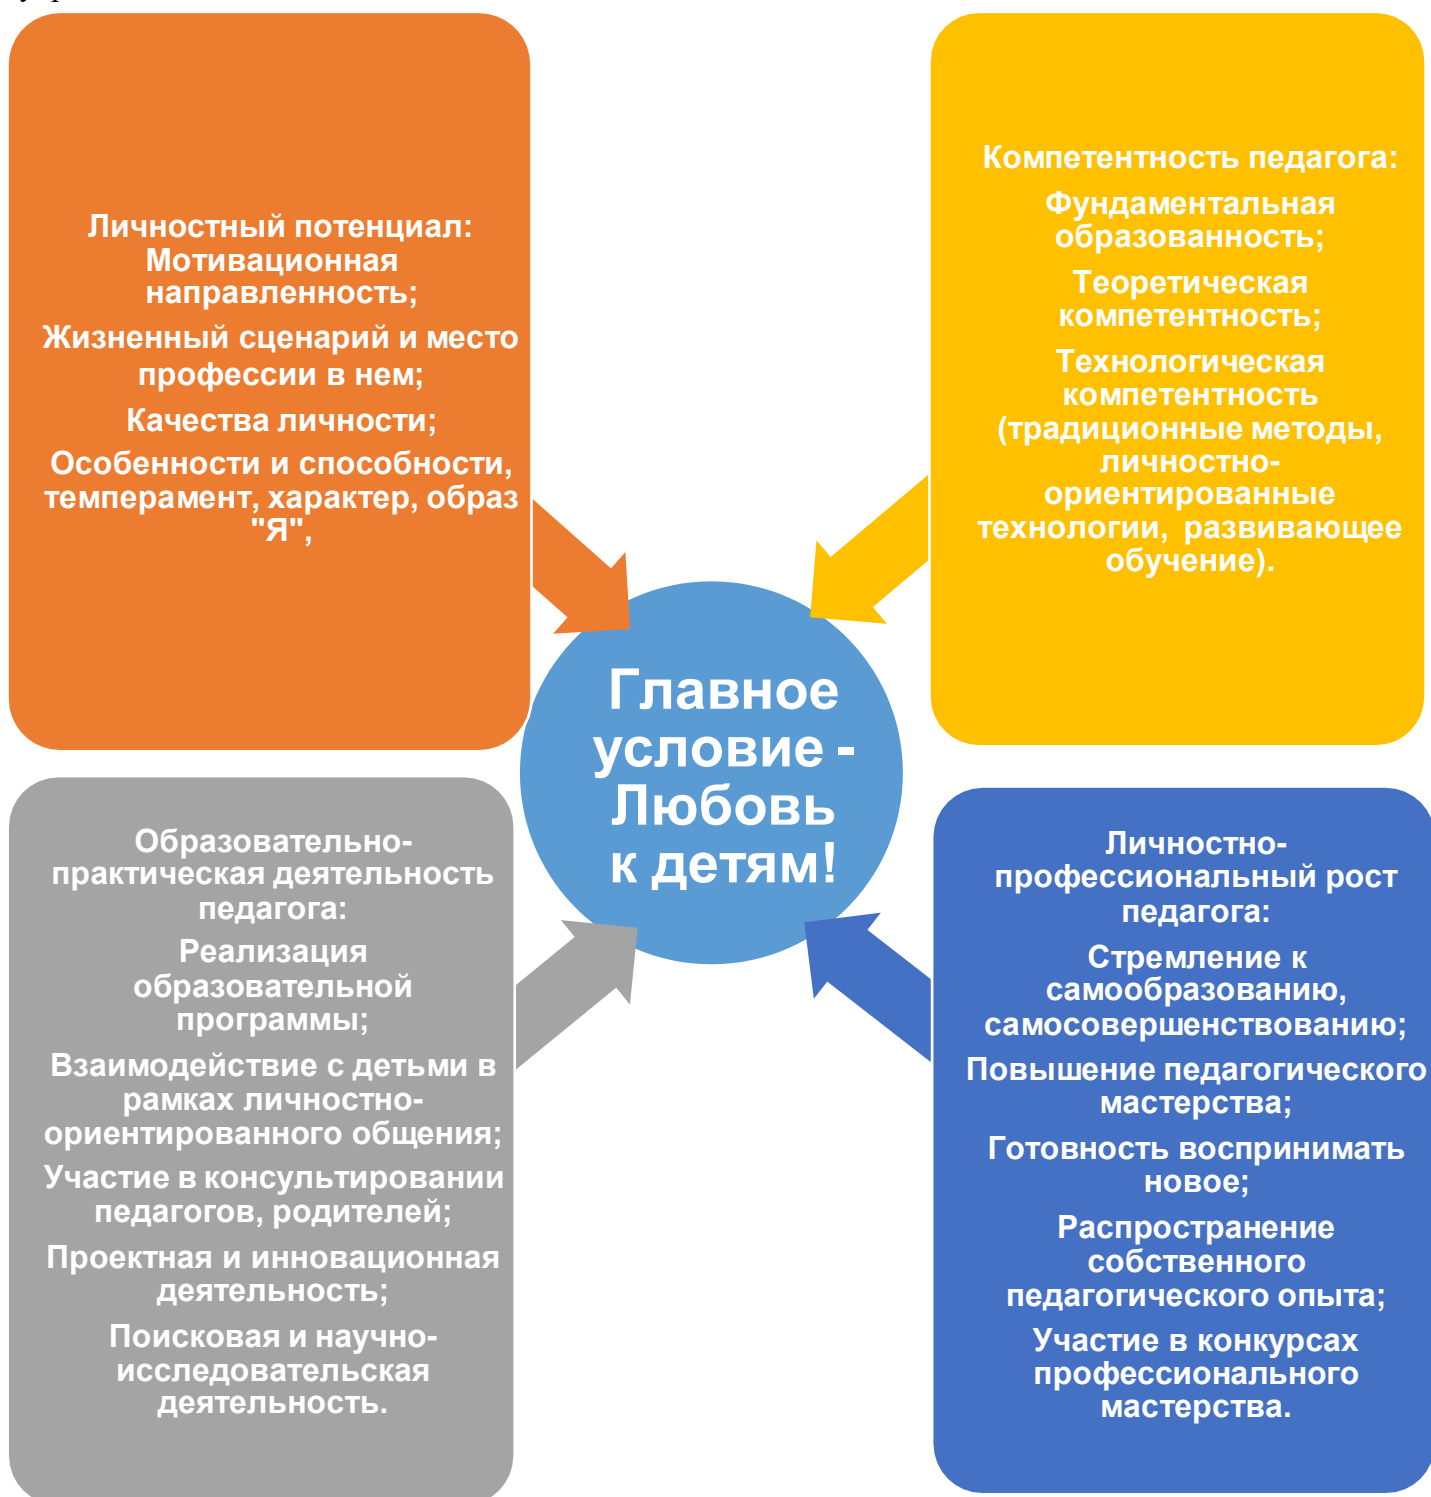 Личностный потенциал:
Мотивационная
направленность;
Жизненный сценарий и место
профессии в нем;
Качества личности;
Особенности и способности,
темперамент, характер, образ
"Я",
Компетентность педагога:
Фундаментальная
образованность;
Теоретическая
компетентность;
Технологическая
компетентность
(традиционные методы,
личностно-
ориентированные
технологии, развивающее
обучение).
Главное
условие -
Любовь
к детям!
Образовательно-
практическая деятельность
педагога:
Реализация
образовательной
программы;
Взаимодействие с детьми в
рамках личностно-
ориентированного общения;
Участие в консультировании
педагогов, родителей;
Проектная и инновационная
деятельность;
Поисковая и научно-
исследовательская
деятельность.
Личностно-
профессиональный рост
педагога:
Стремление к
самообразованию,
самосовершенствованию;
Повышение педагогического
мастерства;
Готовность воспринимать
новое;
Распространение
собственного
педагогического опыта;
Участие в конкурсах
профессионального
мастерства.